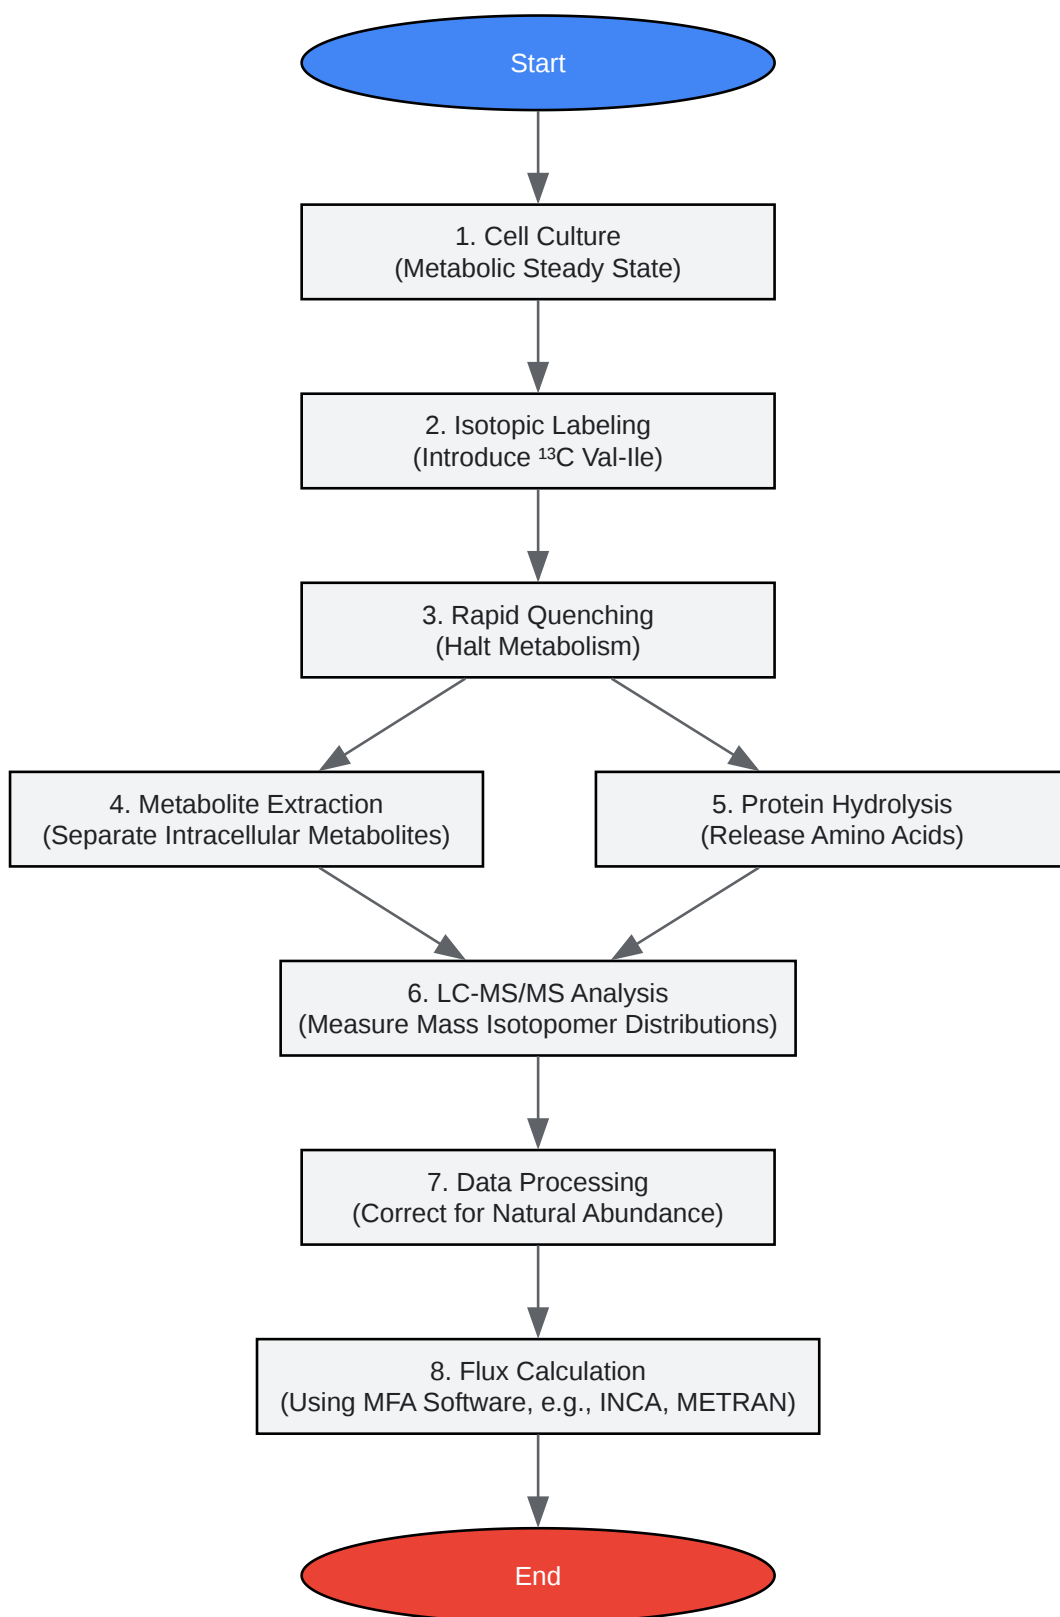 Start
1. Cell Culture
(Metabolic Steady State)
2. Isotopic Labeling
(Introduce ¹³C Val-Ile)
3. Rapid Quenching
(Halt Metabolism)
4. Metabolite Extraction
(Separate Intracellular Metabolites)
5. Protein Hydrolysis
(Release Amino Acids)
6. LC-MS/MS Analysis
(Measure Mass Isotopomer Distributions)
7. Data Processing
(Correct for Natural Abundance)
8. Flux Calculation
(Using MFA Software, e.g., INCA, METRAN)
End